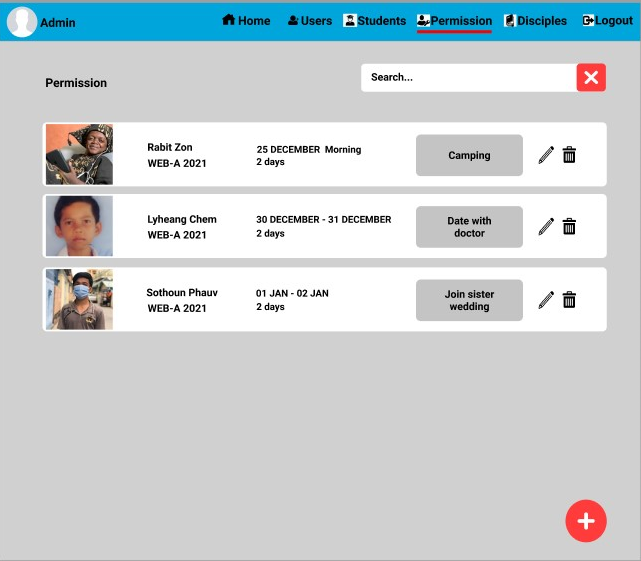 Admin
Home
Users
Students
Permission
Disciples
Logout
Permission
Search...
Rabit Zon
WEB-A 2021
25 DECEMBER Morning
2 days
Camping
Lyheang Chem
WEB-A 2021
30 DECEMBER - 31 DECEMBER
2 days
Date with
doctor
Sothoun Phauv
WEB-A 2021
01 JAN - 02 JAN
2 days
Join sister
wedding